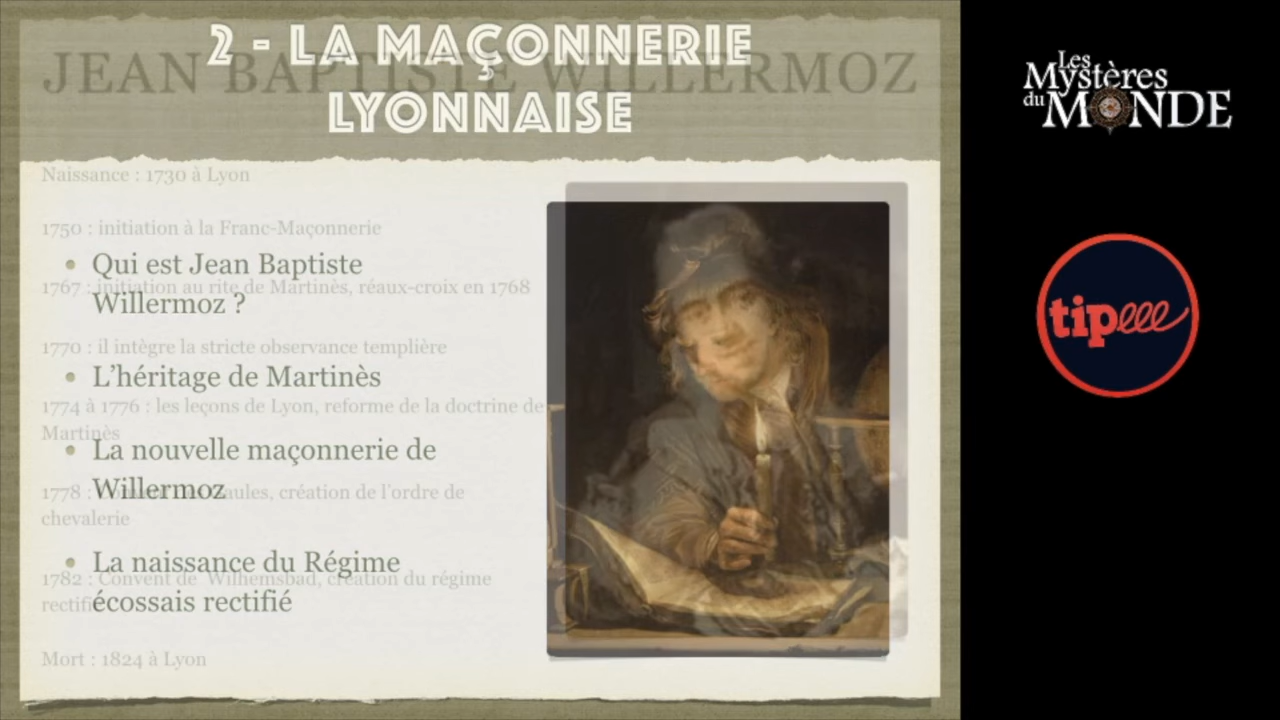 2 - LA MAÇONNERIE
LYONNAISE
JEAN BAPTISTE WILLERMOZ
Qui est Jean Baptiste
Willermoz ?
L’héritage de Martinès
La nouvelle maçonnerie de
Willermoz
La naissance du Régime
écossais rectifié
Naissance : 1730 à Lyon
1750 : initiation à la Franc-Maçonnerie
1767 : initiation au rite de Martinès, réaux-croix en 1768
1770 : il intègre la stricte observance templière
1774 à 1776 : les leçons de Lyon, reforme de la doctrine de
Martinès
1778 : Gaules, création de l’ordre de
chevalerie
1782 : Convent de Wilhemsbad, création du régime
rectifié
Mort : 1824 à Lyon
Les
Mystères
du MONDE
tipeee